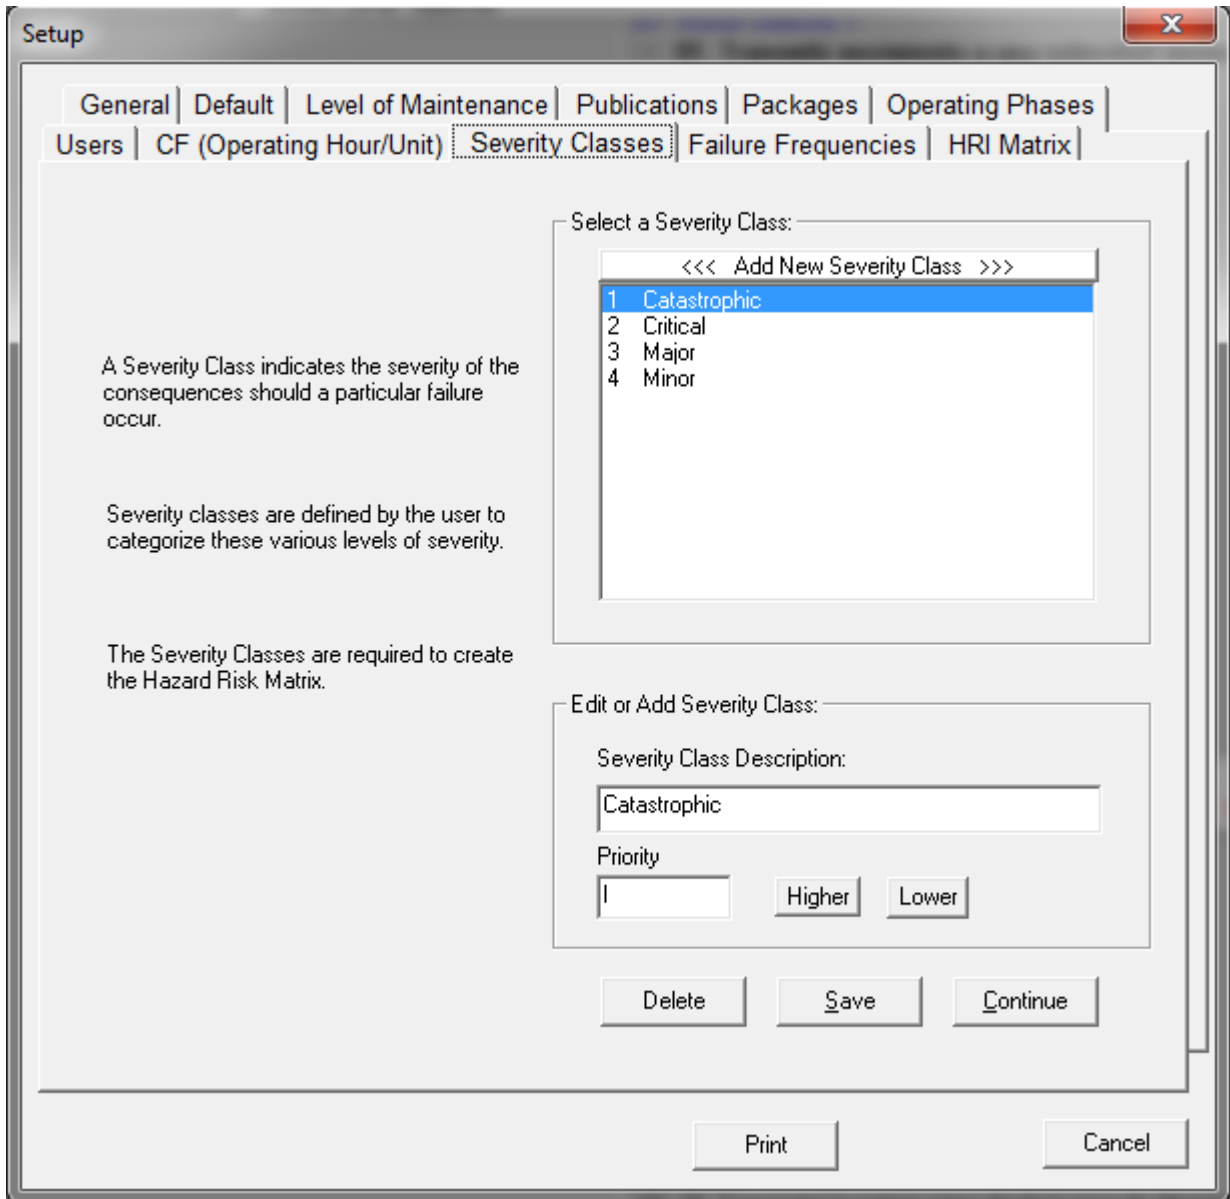 Setup
General Default Level of Maintenance Publications Packages Operating Phases
Users CF (Operating Hour/Unit) Severity Classes Failure Frequencies HRI Matrix
Select a Severity Class:
<<< Add New Severity Class >>>
1 Catastrophic
2 Critical
3 Major
4 Minor
A Severity Class indicates the severity of the
consequences should a particular failure
occur.
Severity classes are defined by the user to
categorize these various levels of severity.
The Severity Classes are required to create
the Hazard Risk Matrix.
Edit or Add Severity Class:
Severity Class Description:
Catastrophic
Priority
I
Higher Lower
Delete Save Continue
Print Cancel